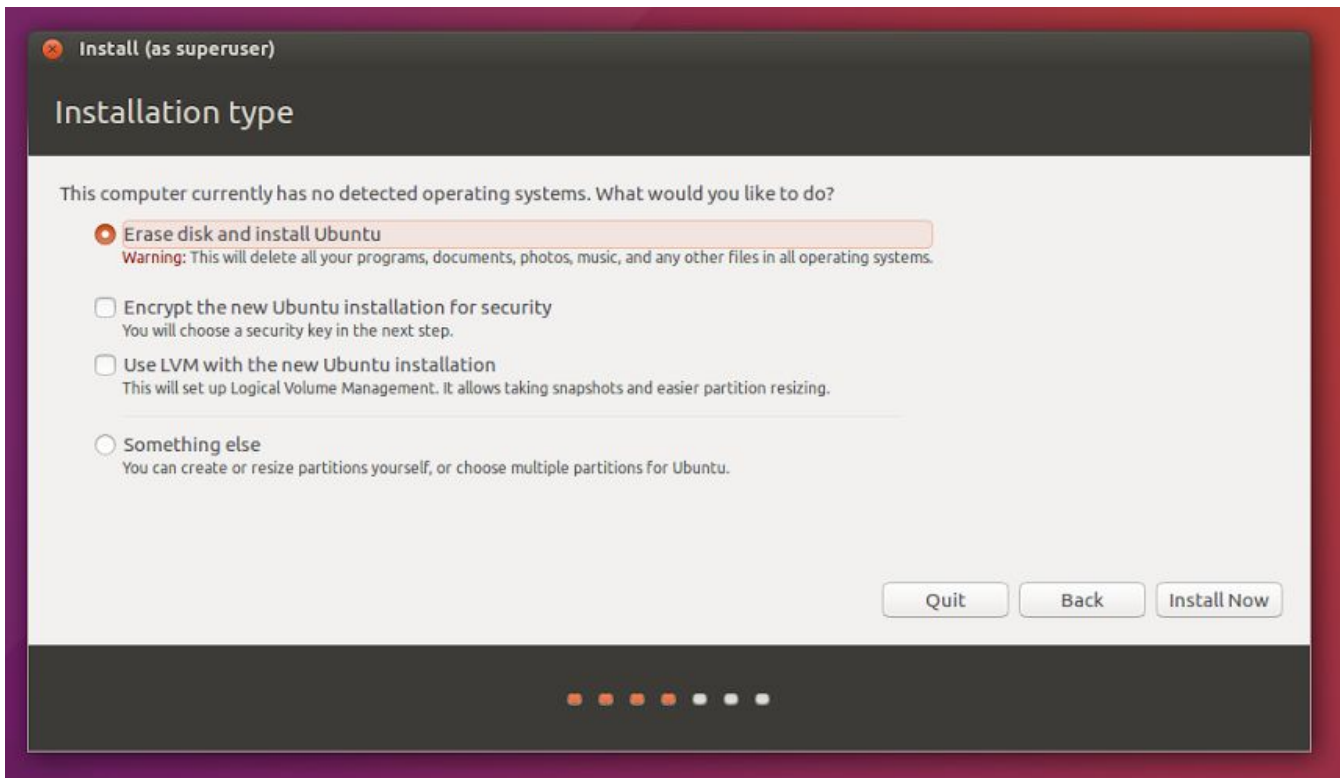 Install (as superuser)
Installation type
This computer currently has no detected operating systems. What would you like to do?
Erase disk and install Ubuntu
Warning: This will delete all your programs, documents, photos, music, and any other files in all operating systems.
Encrypt the new Ubuntu installation for security
You will choose a security key in the next step.
Use LVM with the new Ubuntu installation
This will set up Logical Volume Management. It allows taking snapshots and easier partition resizing.
Something else
You can create or resize partitions yourself, or choose multiple partitions for Ubuntu.
Quit Back Install Now